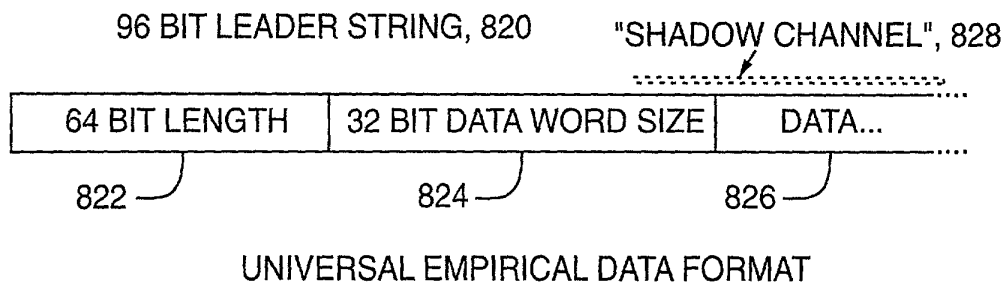 96 BIT LEADER STRING, 820
"SHADOW CHANNEL", 828
64 BIT LENGTH
32 BIT DATA WORD SIZE
DATA...
822
824
826
UNIVERSAL EMPIRICAL DATA FORMAT